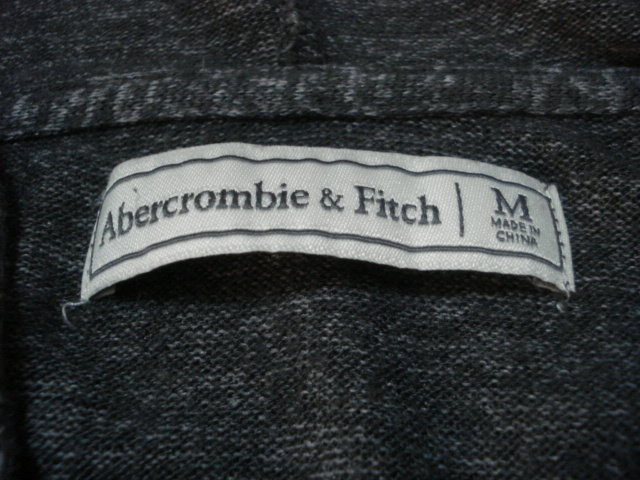 Abercrombie & Fitch | M
MADE IN
CHINA